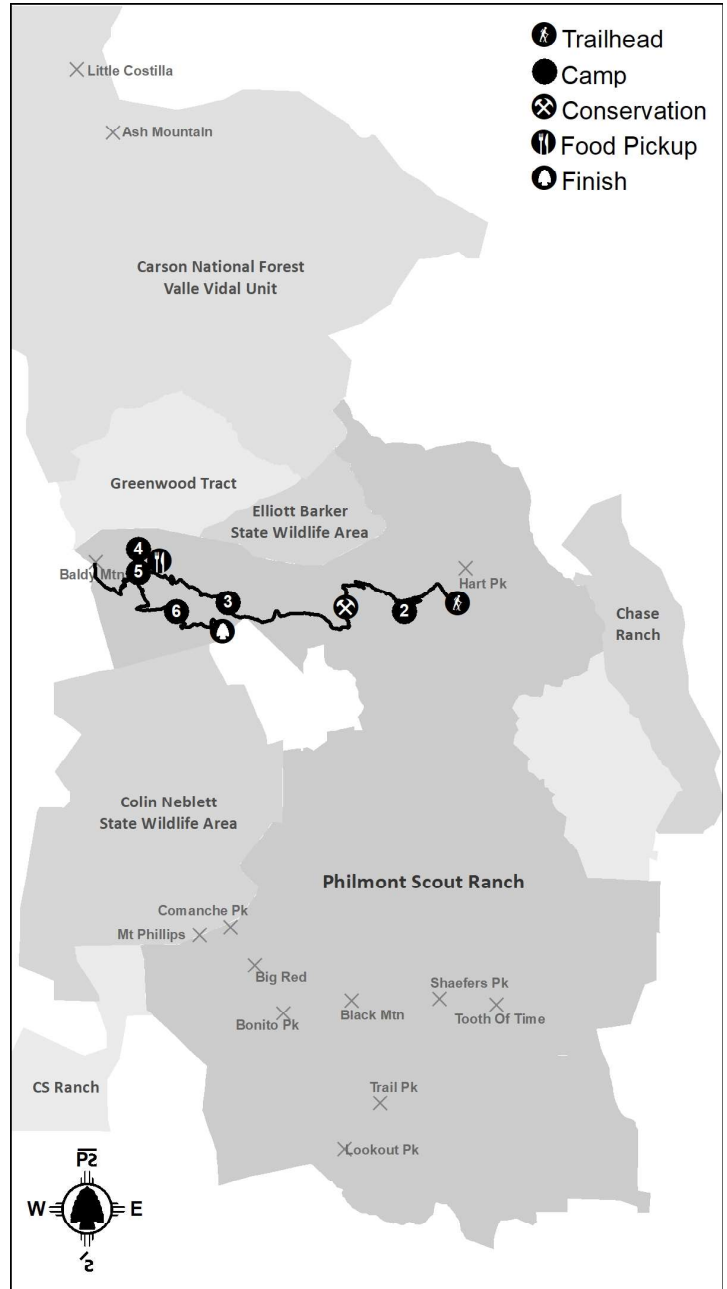 Trailhead
Camp
Conservation
Food Pickup
Finish
Little Costilla
Ash Mountain
Carson National Forest
Valle Vidal Unit
Greenwood Tract
Elliott Barker
State Wildlife Area
4
Baldy Mtn
5
Hart Pk
6
3
2
Chase
Ranch
Colin Neblett
State Wildlife Area
Philmont Scout Ranch
Comanche Pk
Mt Phillips
Big Red
Bonito Pk
Black Mtn
Shaefers Pk
Tooth Of Time
CS Ranch
Trail Pk
Lookout Pk
W
E